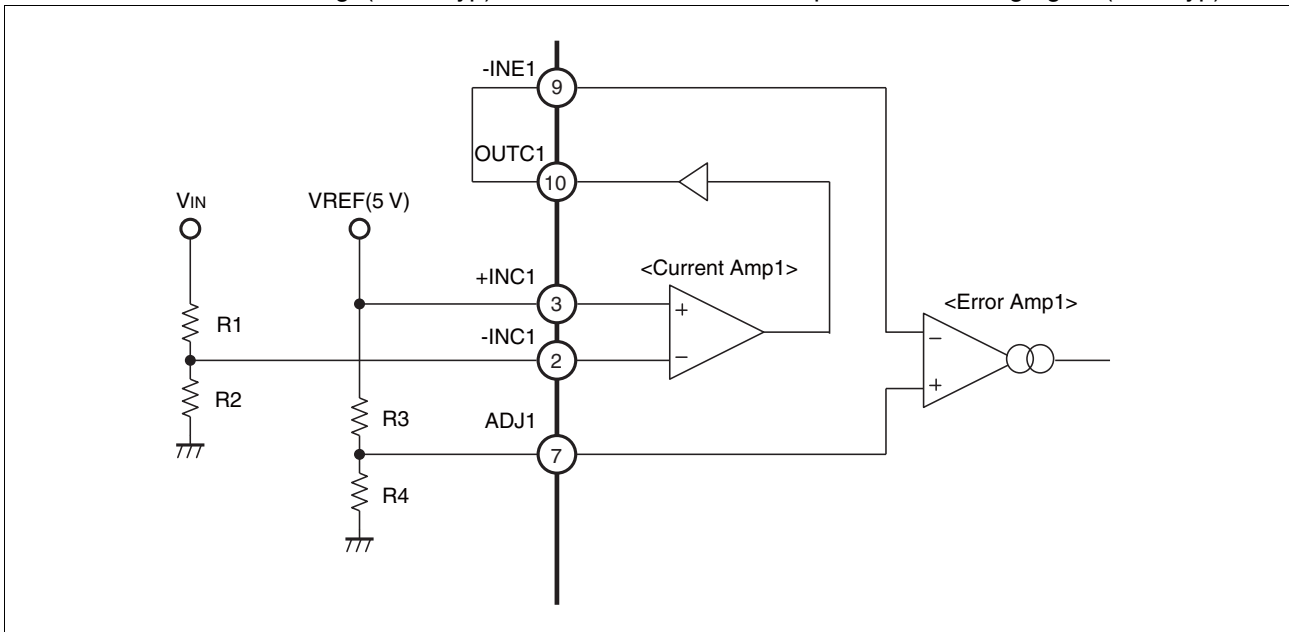 -INE1
9
OUTC1
10
VIN
VREF(5 V)
<Current Amp1>
+INC1
3
+
<Error Amp1>
R1
-INC1
2
−
−
R2
R3
ADJ1
+
7
R4